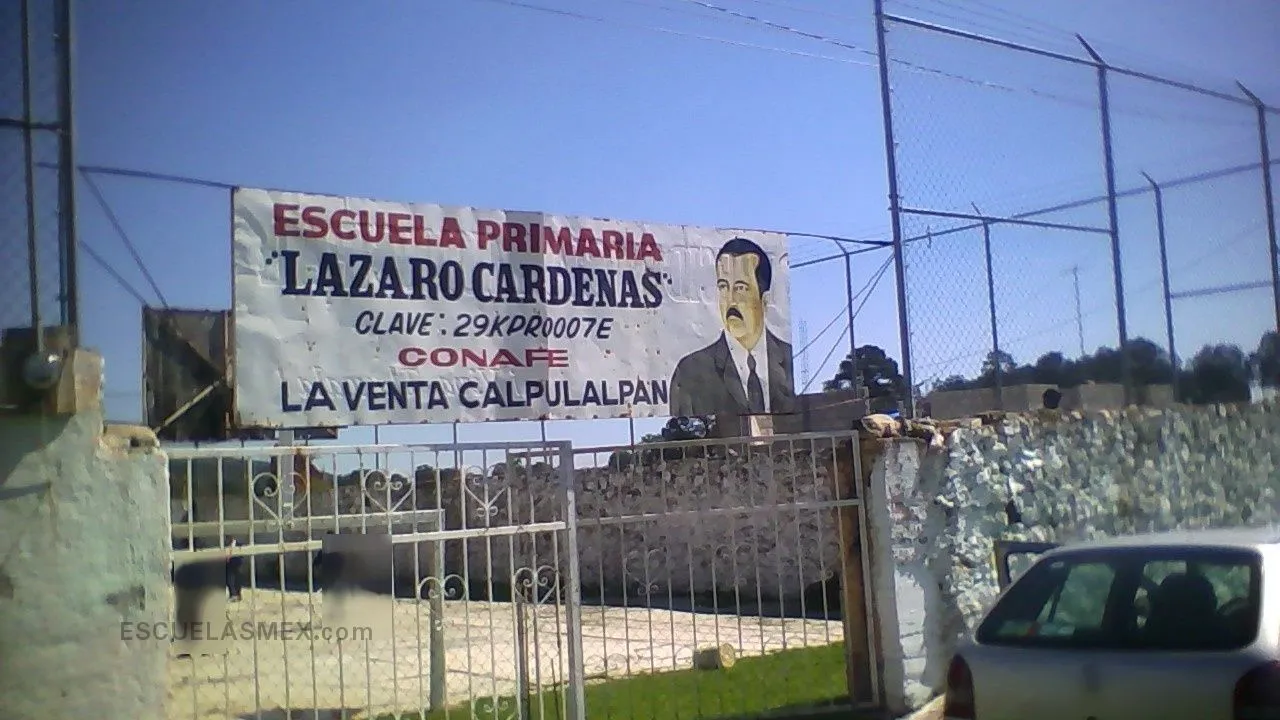 ESCUELA PRIMARIA
"LAZARO CARDENAS"
CLAVE: 29KPR0007E
CONAFE
LA VENTA CALPULALPAN
ESCUELASMEX.com